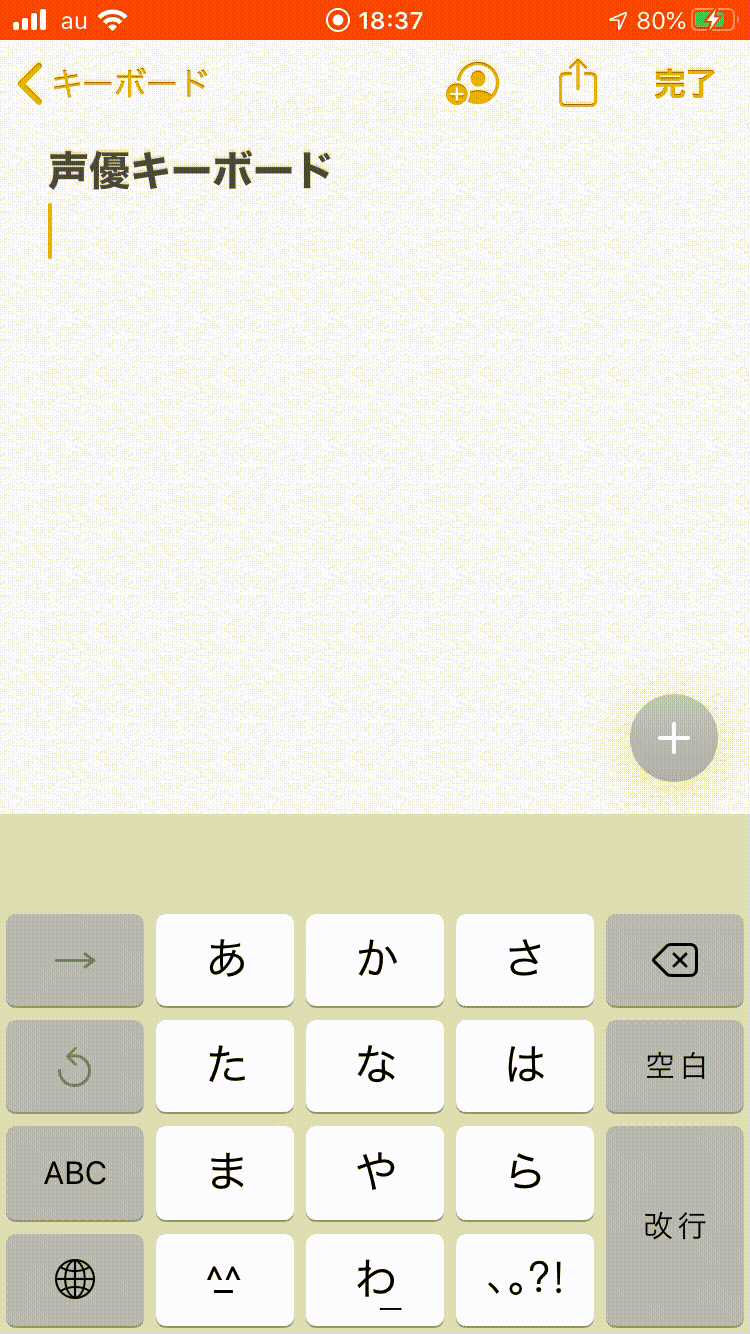 au 18:37 80%
キーボード 完了
声優キーボード
→ あ か さ
た な は 空白
ABC ま や ら 改行
^_^ わ_ 、。?!